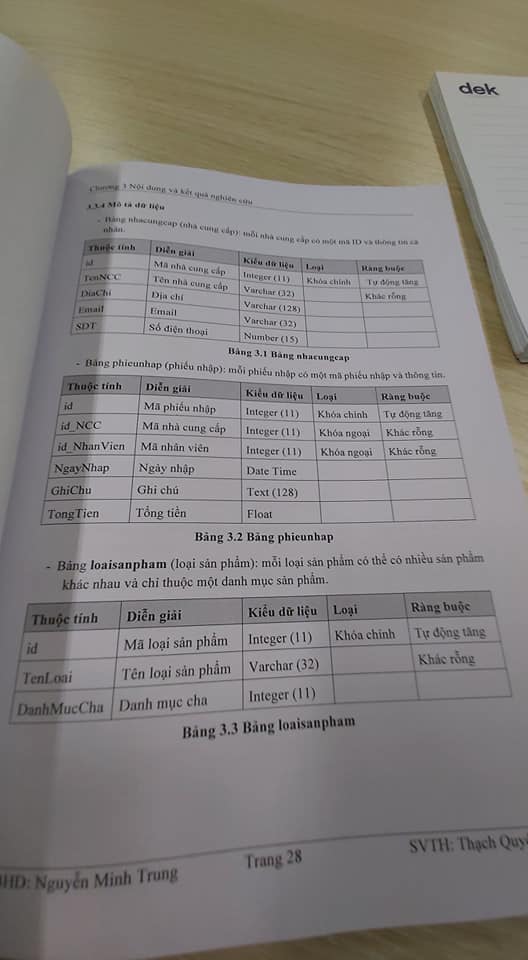 dek
Chương 3 Nội dung và kết quả nghiên cứu
3.3.4 Mô tả dữ liệu
- Bảng nhacungcap (nhà cung cấp): mỗi nhà cung cấp có một mã ID và thông tin cá
nhân.
Thuộc tính Diễn giải Kiểu dữ liệu Loại Ràng buộc
id Mã nhà cung cấp Integer (11) Khóa chính Tự động tăng
TenNCC Tên nhà cung cấp Varchar (32) Khác rỗng
DiaChi Địa chỉ Varchar (128)
Email Email Varchar (32)
SDT Số điện thoại Number (15)
Bảng 3.1 Bảng nhacungcap
- Bảng phieunhap (phiếu nhập): mỗi phiếu nhập có một mã phiếu nhập và thông tin.
Thuộc tính Diễn giải Kiểu dữ liệu Loại Ràng buộc
id Mã phiếu nhập Integer (11) Khóa chính Tự động tăng
id_NCC Mã nhà cung cấp Integer (11) Khóa ngoại Khác rỗng
id_NhanVien Mã nhân viên Integer (11) Khóa ngoại Khác rỗng
NgayNhap Ngày nhập Date Time
GhiChu Ghi chú Text (128)
TongTien Tổng tiền Float
Bảng 3.2 Bảng phieunhap
- Bảng loaisanpham (loại sản phẩm): mỗi loại sản phẩm có thể có nhiều sản phẩm
khác nhau và chỉ thuộc một danh mục sản phẩm.
Thuộc tính Diễn giải Kiểu dữ liệu Loại Ràng buộc
id Mã loại sản phẩm Integer (11) Khóa chính Tự động tăng
TenLoai Tên loại sản phẩm Varchar (32) Khác rỗng
DanhMucCha Danh mục cha Integer (11)
Bảng 3.3 Bảng loaisanpham
HD: Nguyễn Minh Trung Trang 28 SVTH: Thạch